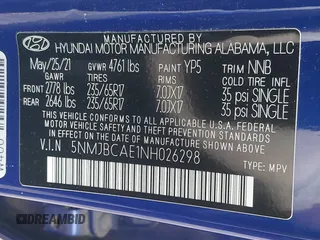 HYUNDAI MOTOR MANUFACTURING ALABAMA, LLC
May/25/21 GVWR 4761 lbs PAINT YP5 TRIM NNB
GAWR TIRES RIMS COLD TIRE INFL.
FRONT 2778 lbs 235/65R17 7.0JX17 35 psi SINGLE
REAR 2646 lbs 235/65R17 7.0JX17 35 psi SINGLE
THIS VEHICLE CONFORMS TO ALL APPLICABLE U.S.
FEDERAL MOTOR VEHICLE SAFETY AND THEFT
PREVENTION STANDARDS IN EFFECT ON THE DATE OF
MANUFACTURE SHOWN ABOVE.
V.I.N 5NMJBCAE1NH026298
TYPE: MPV
DREAMBID